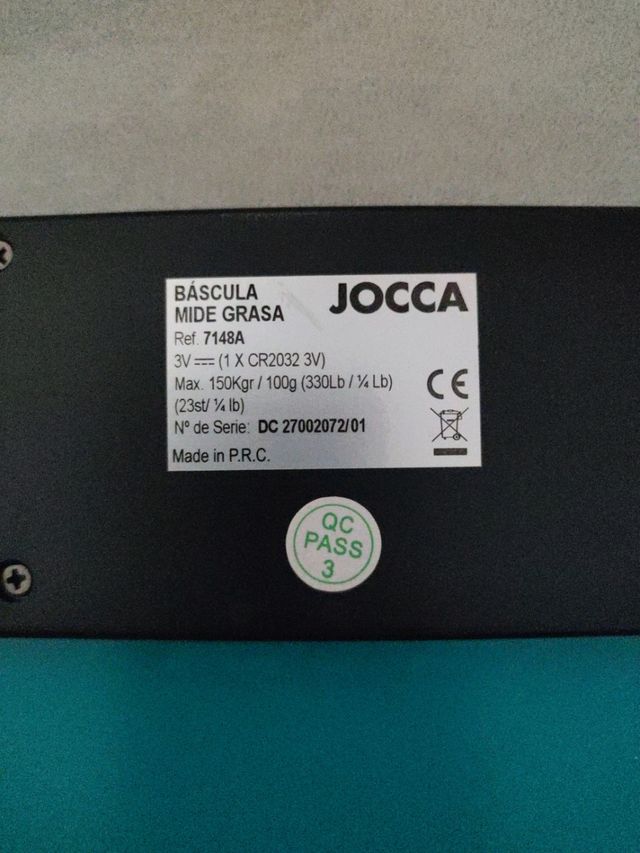 BÁSCULA
MIDE GRASA
JOCCA
Ref. 7148A
3V⎓ (1 X CR2032 3V)
Max. 150Kgr / 100g (330Lb / ¼ Lb)
(23st/ ¼ lb)
CE
Nº de Serie: DC 27002072/01
Made in P.R.C.
QC
PASS
3